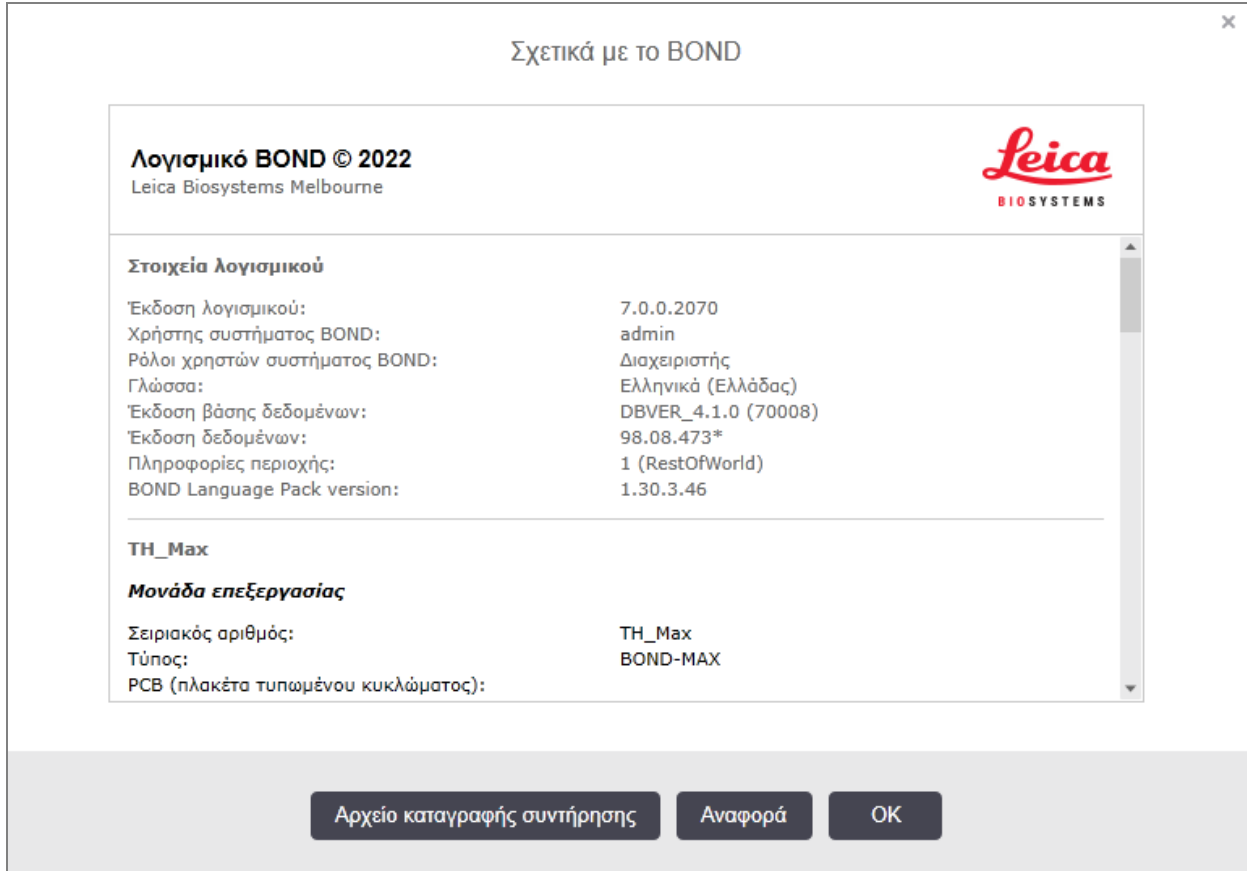 Σχετικά με το BOND
Λογισμικό BOND © 2022
Leica Biosystems Melbourne
Leica
BIOSYSTEMS
Στοιχεία λογισμικού
Έκδοση λογισμικού: 7.0.0.2070
Χρήστης συστήματος BOND: admin
Ρόλοι χρηστών συστήματος BOND: Διαχειριστής
Γλώσσα: Ελληνικά (Ελλάδας)
Έκδοση βάσης δεδομένων: DBVER_4.1.0 (70008)
Έκδοση δεδομένων: 98.08.473*
Πληροφορίες περιοχής: 1 (RestOfWorld)
BOND Language Pack version: 1.30.3.46
TH_Max
Μονάδα επεξεργασίας
Σειριακός αριθμός: TH_Max
Τύπος: BOND-MAX
PCB (πλακέτα τυπωμένου κυκλώματος):
Αρχείο καταγραφής συντήρησης Αναφορά OK